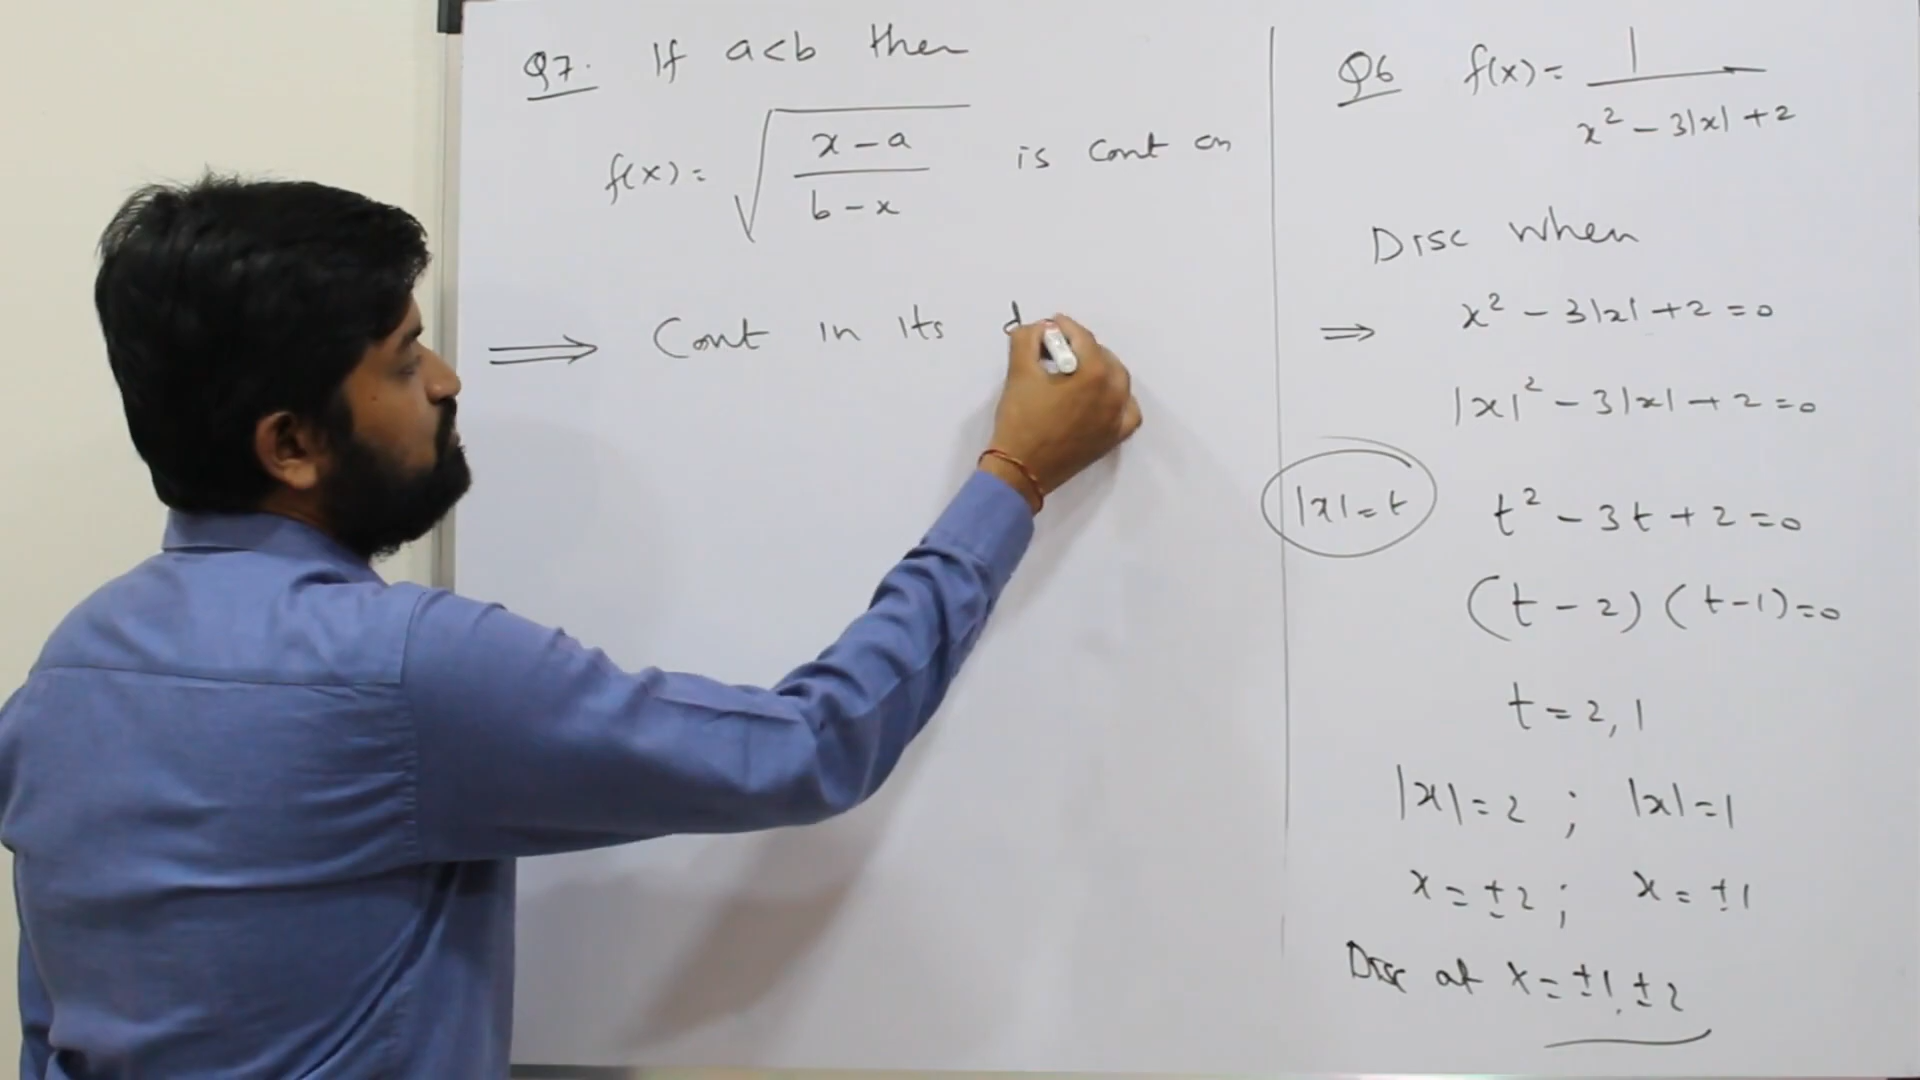 Q7. If a<b then
f(x) = √((x-a)/(b-x)) is cont on
⟹ Cont in its d
Q6 f(x) = 1/(x² - 3|x| + 2)
Disc when
⇒ x² - 3|x| + 2 = 0
|x|² - 3|x| + 2 = 0
|x| = t t² - 3t + 2 = 0
(t - 2) (t - 1) = 0
t = 2, 1
|x| = 2 ; |x| = 1
x = ±2 ; x = ±1
Disc at x = ±1, ±2